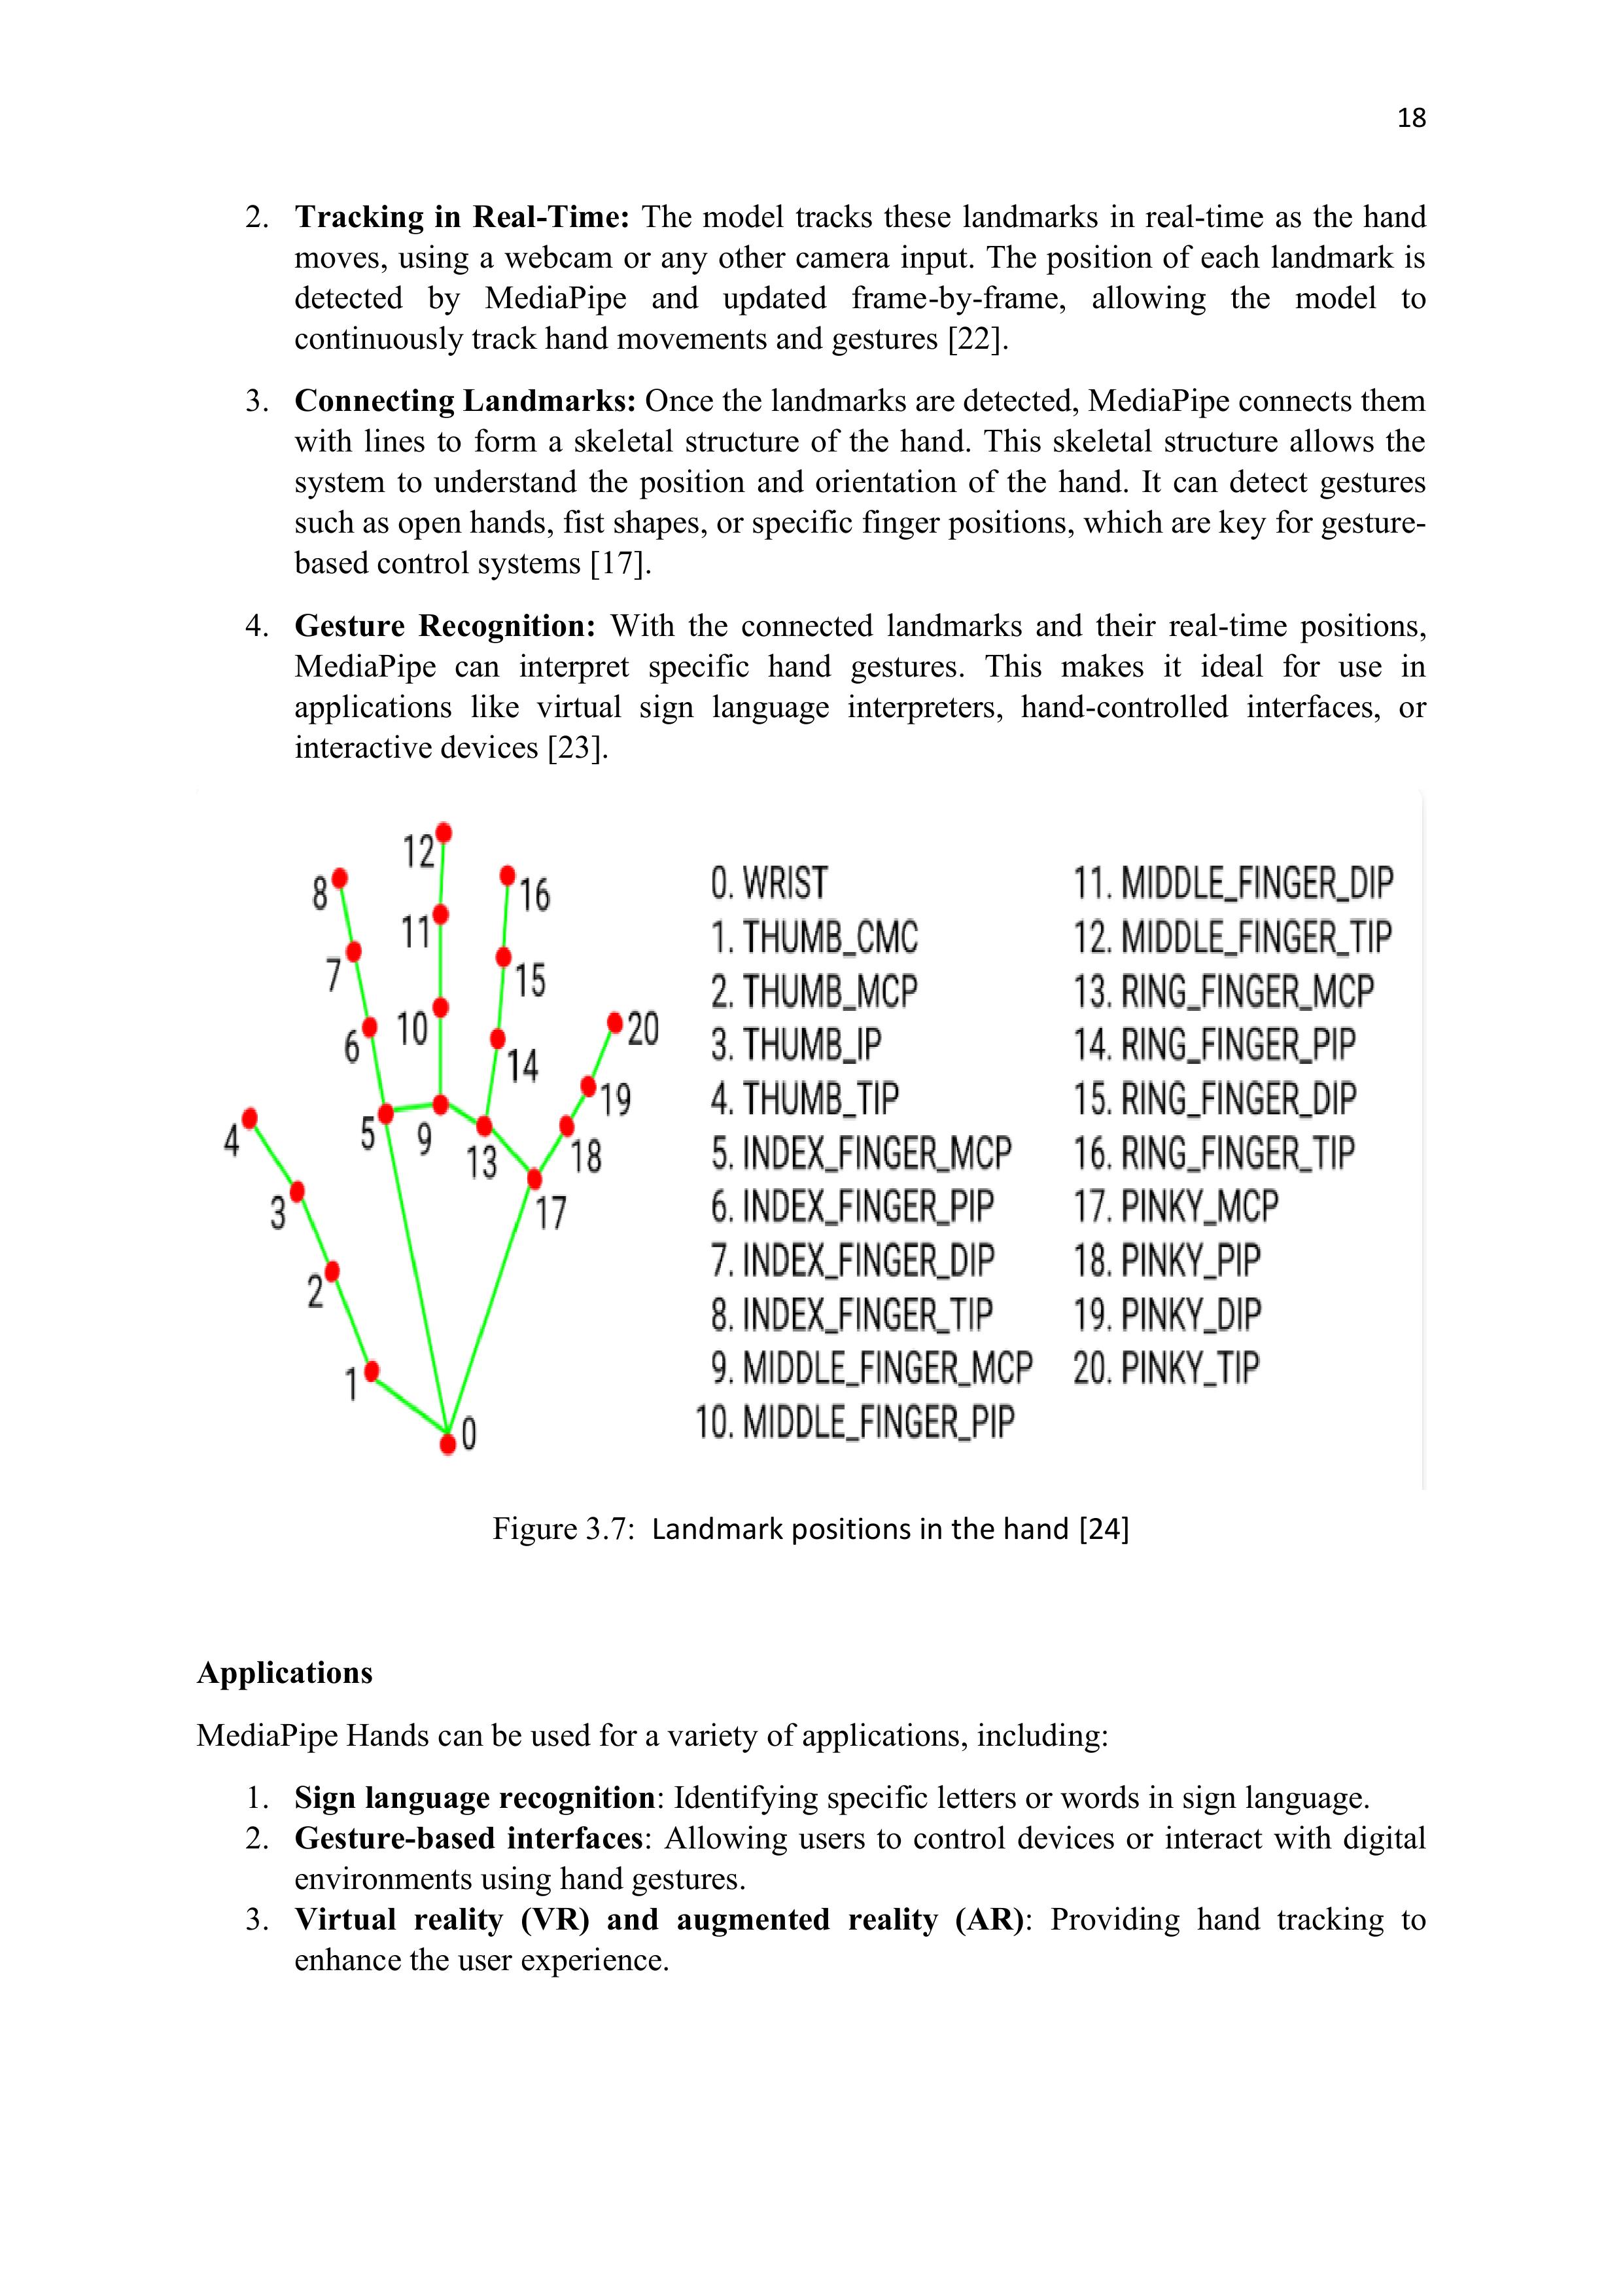 18
2. Tracking in Real-Time: The model tracks these landmarks in real-time as the hand
moves, using a webcam or any other camera input. The position of each landmark is
detected by MediaPipe and updated frame-by-frame, allowing the model to
continuously track hand movements and gestures [22].
3. Connecting Landmarks: Once the landmarks are detected, MediaPipe connects them
with lines to form a skeletal structure of the hand. This skeletal structure allows the
system to understand the position and orientation of the hand. It can detect gestures
such as open hands, fist shapes, or specific finger positions, which are key for gesture-
based control systems [17].
4. Gesture Recognition: With the connected landmarks and their real-time positions,
MediaPipe can interpret specific hand gestures. This makes it ideal for use in
applications like virtual sign language interpreters, hand-controlled interfaces, or
interactive devices [23].
12
8
16
11
7
15
10
20
6
14
19
4
5
9
13
18
3
17
2
1
0
0. WRIST
1. THUMB_CMC
2. THUMB_MCP
3. THUMB_IP
4. THUMB_TIP
5. INDEX_FINGER_MCP
6. INDEX_FINGER_PIP
7. INDEX_FINGER_DIP
8. INDEX_FINGER_TIP
9. MIDDLE_FINGER_MCP
10. MIDDLE_FINGER_PIP
11. MIDDLE_FINGER_DIP
12. MIDDLE_FINGER_TIP
13. RING_FINGER_MCP
14. RING_FINGER_PIP
15. RING_FINGER_DIP
16. RING_FINGER_TIP
17. PINKY_MCP
18. PINKY_PIP
19. PINKY_DIP
20. PINKY_TIP
Figure 3.7: Landmark positions in the hand [24]
Applications
MediaPipe Hands can be used for a variety of applications, including:
1. Sign language recognition: Identifying specific letters or words in sign language.
2. Gesture-based interfaces: Allowing users to control devices or interact with digital
environments using hand gestures.
3. Virtual reality (VR) and augmented reality (AR): Providing hand tracking to
enhance the user experience.